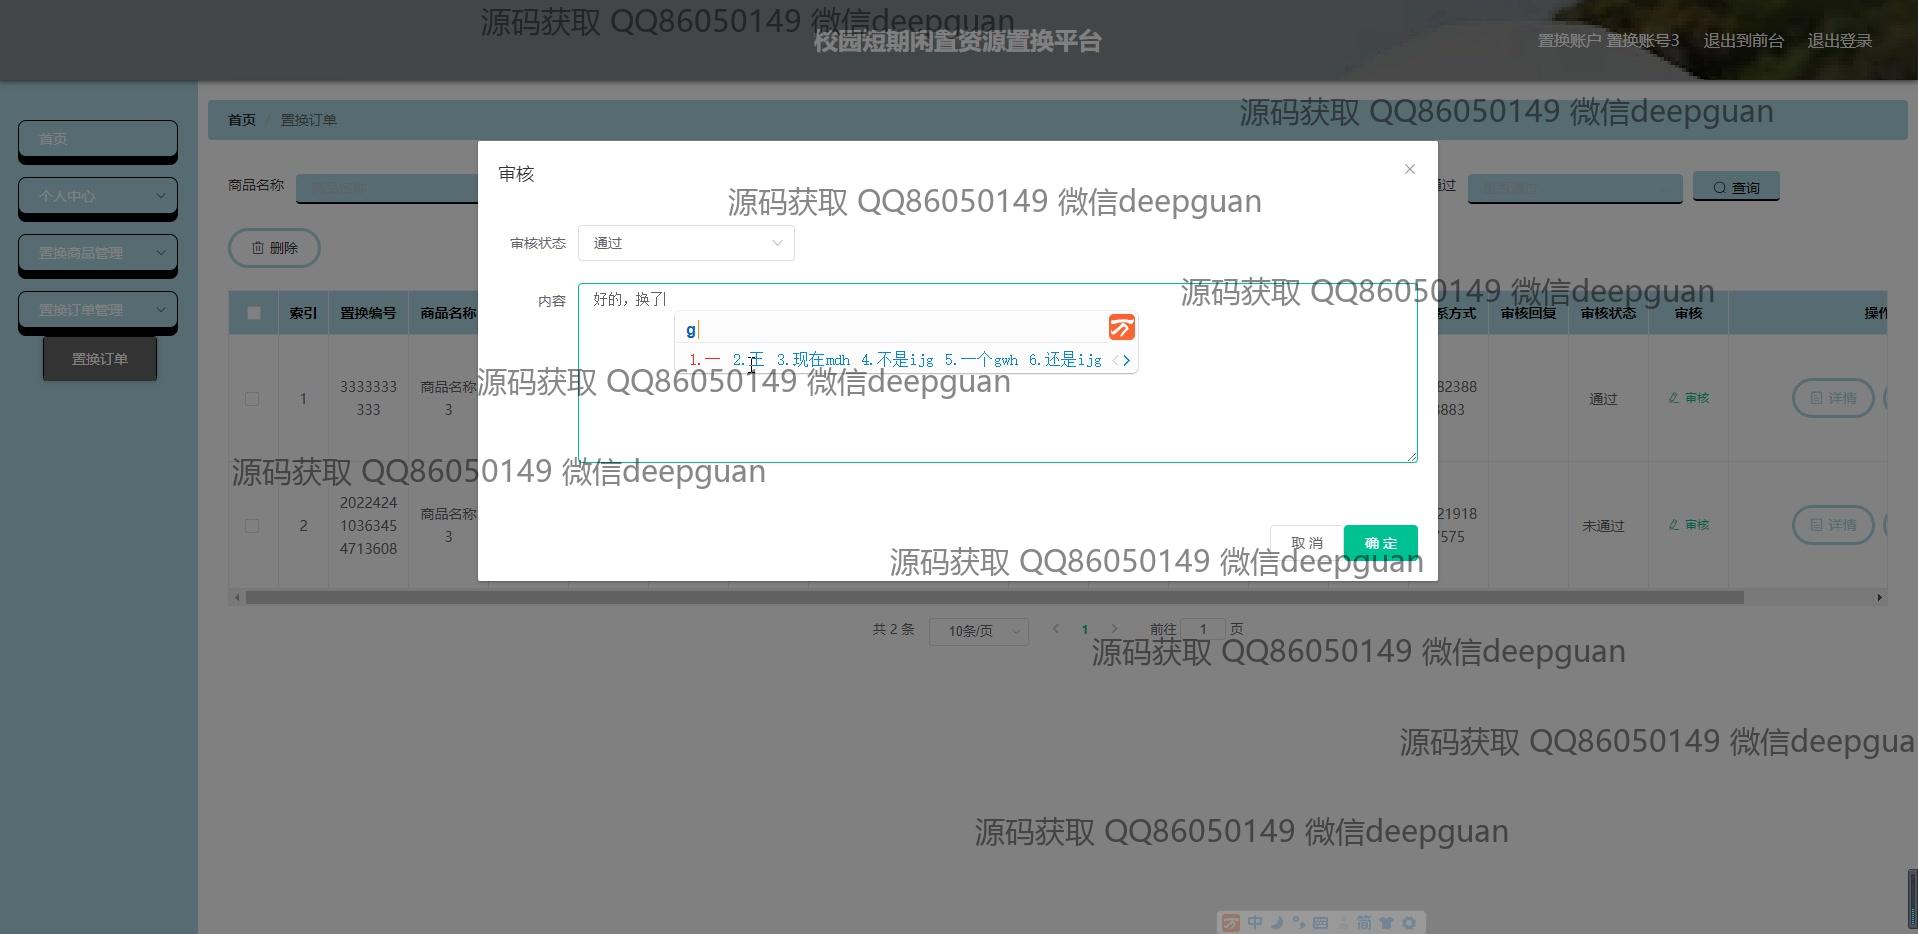 源码获取 QQ86050149 微信deepguan
校园短期闲置资源置换平台
置换账户 置换账号3 退出到前台 退出登录
源码获取 QQ86050149 微信deepguan
首页 / 置换订单
首页
个人中心
置换商品管理
置换订单管理
置换订单
商品名称 商品名称
通过
查询
删除
审核
源码获取 QQ86050149 微信deepguan
审核状态 通过
内容 好的，换了
源码获取 QQ86050149 微信deepguan
g
1.一 2.王 3.现在mdh 4.不是ijg 5.一个gwh 6.还是ijg
源码获取 QQ86050149 微信deepguan
源码获取 QQ86050149 微信deepguan
取消 确定
源码获取 QQ86050149 微信deepguan
索引 置换编号 商品名称 系方式 审核回复 审核状态 审核 操作
1 3333333333 商品名称3 82388 883 通过 审核 详情
2 202242410363454713608 商品名称3 21918 7575 未通过 审核 详情
共 2 条 10条/页 1 前往 1 页
源码获取 QQ86050149 微信deepguan
源码获取 QQ86050149 微信deepgua
源码获取 QQ86050149 微信deepguan
中 简